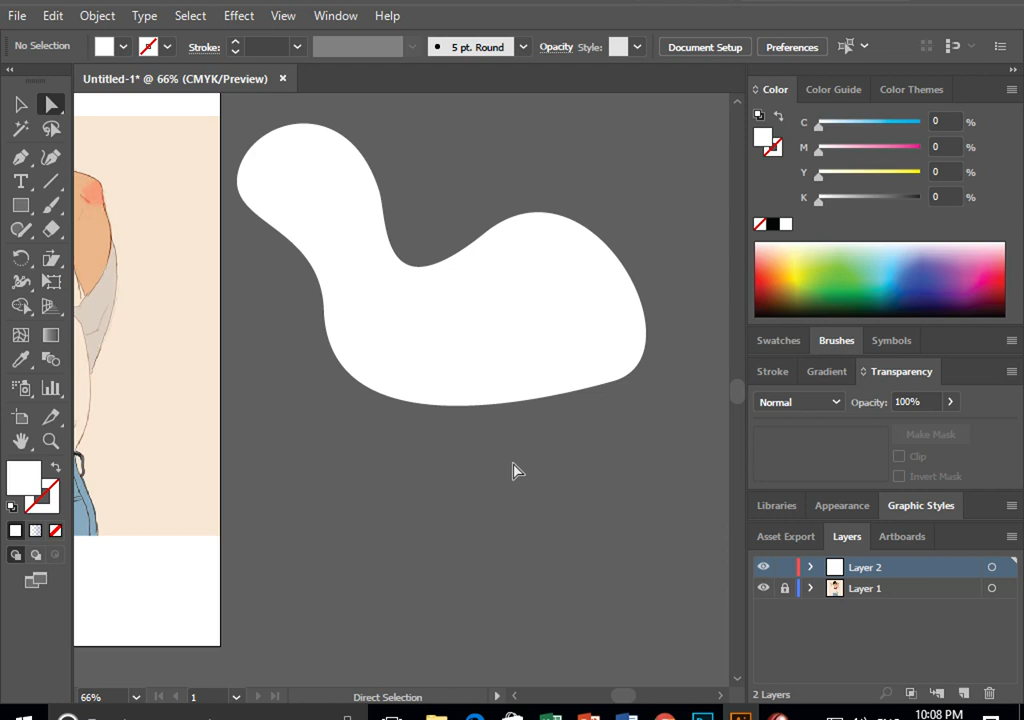 File Edit Object Type Select Effect View Window Help
No Selection Stroke: 5 pt. Round Opacity Style: Document Setup Preferences
Untitled-1* @ 66% (CMYK/Preview) ×
Color Color Guide Color Themes
C 0 %
M 0 %
Y 0 %
K 0 %
Swatches Brushes Symbols
Stroke Gradient Transparency
Normal Opacity: 100%
Make Mask
Clip
Invert Mask
Libraries Appearance Graphic Styles
Asset Export Layers Artboards
Layer 2
Layer 1
66% 1 Direct Selection 2 Layers
10:08 PM